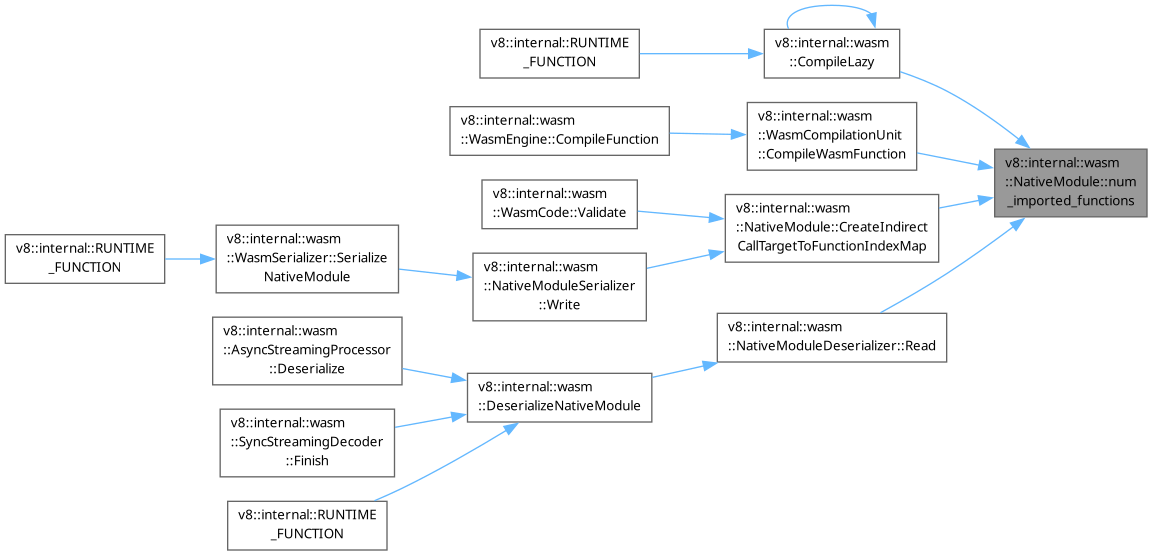 v8::internal::RUNTIME
_FUNCTION
v8::internal::wasm
::CompileLazy
v8::internal::wasm
::WasmEngine::CompileFunction
v8::internal::wasm
::WasmCompilationUnit
::CompileWasmFunction
v8::internal::wasm
::NativeModule::num
_imported_functions
v8::internal::wasm
::WasmCode::Validate
v8::internal::wasm
::NativeModule::CreateIndirect
CallTargetToFunctionIndexMap
v8::internal::RUNTIME
_FUNCTION
v8::internal::wasm
::WasmSerializer::Serialize
NativeModule
v8::internal::wasm
::NativeModuleSerializer
::Write
v8::internal::wasm
::AsyncStreamingProcessor
::Deserialize
v8::internal::wasm
::NativeModuleDeserializer::Read
v8::internal::wasm
::DeserializeNativeModule
v8::internal::wasm
::SyncStreamingDecoder
::Finish
v8::internal::RUNTIME
_FUNCTION